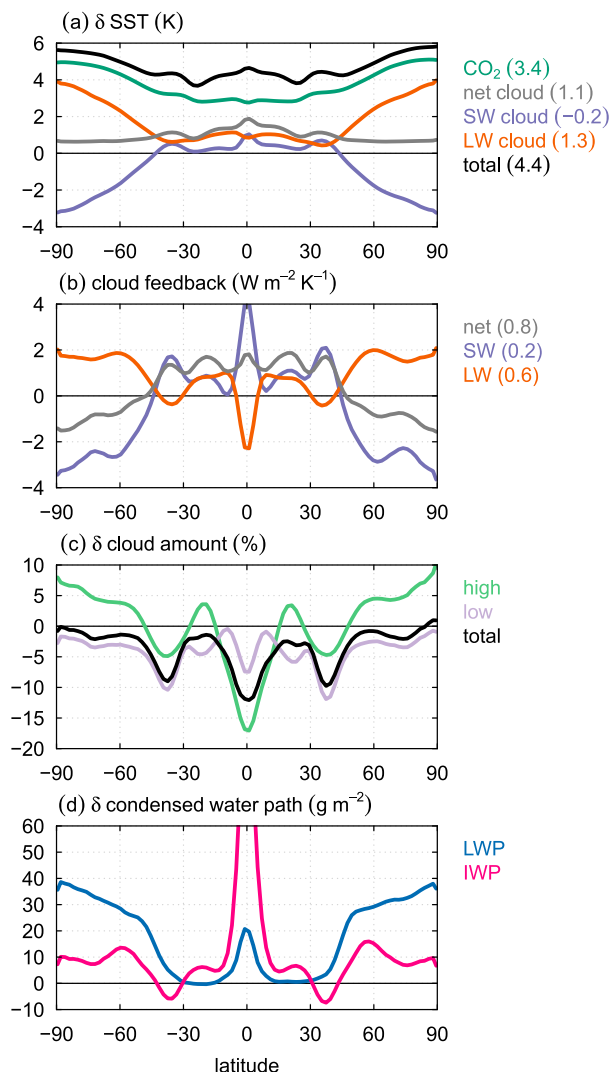 (a) δ SST (K)
6
4
2
0
−2
−4
−90 −60 −30 0 30 60 90
CO₂ (3.4)
net cloud (1.1)
SW cloud (−0.2)
LW cloud (1.3)
total (4.4)
(b) cloud feedback (W m⁻² K⁻¹)
4
2
0
−2
−4
−90 −60 −30 0 30 60 90
net (0.8)
SW (0.2)
LW (0.6)
(c) δ cloud amount (%)
10
5
0
−5
−10
−15
−20
−90 −60 −30 0 30 60 90
high
low
total
(d) δ condensed water path (g m⁻²)
60
50
40
30
20
10
0
−10
−90 −60 −30 0 30 60 90
LWP
IWP
latitude